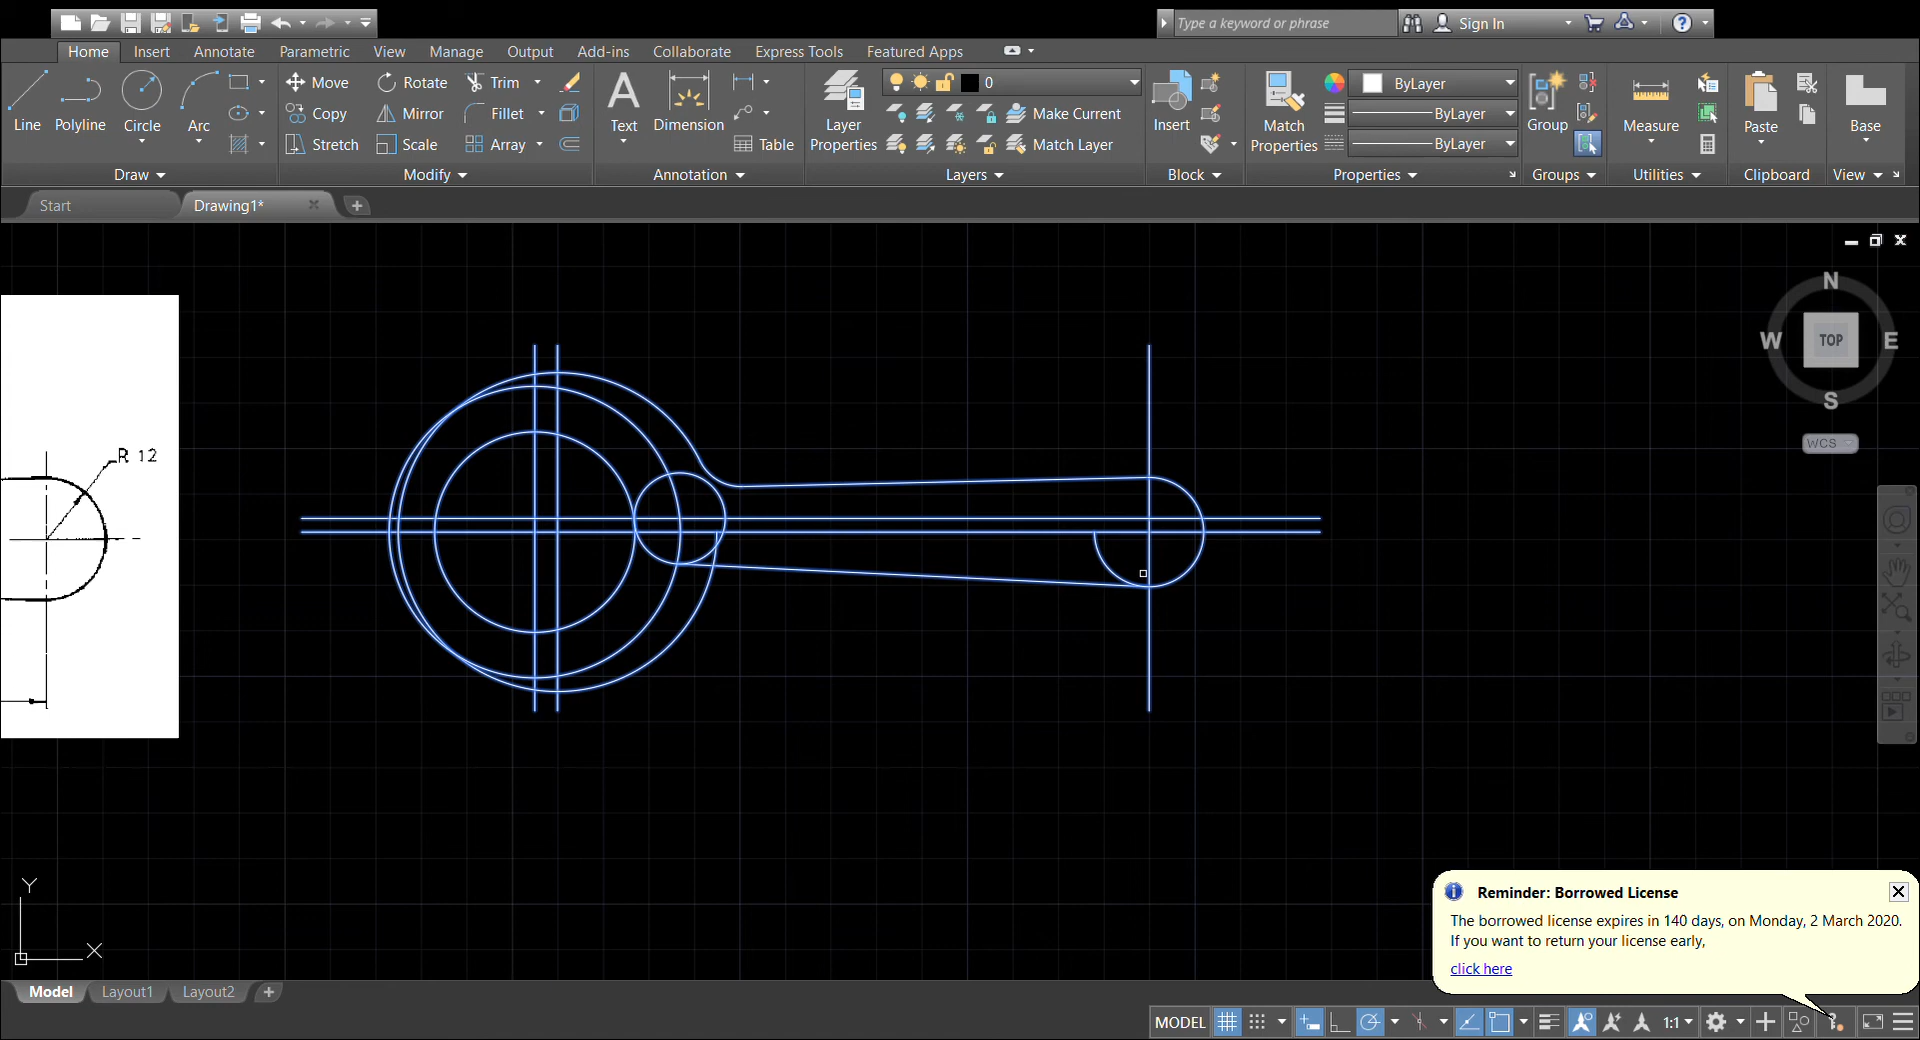 Type a keyword or phrase
Sign In
Home Insert Annotate Parametric View Manage Output Add-ins Collaborate Express Tools Featured Apps
Line Polyline Circle Arc
Move Rotate Trim
Copy Mirror Fillet
Stretch Scale Array
Text Dimension Table
Layer Properties
0
Make Current
Match Layer
Insert
Match Properties
ByLayer
ByLayer
ByLayer
Group Measure Paste Base
Draw Modify Annotation Layers Block Properties Groups Utilities Clipboard View
Start Drawing1*
N
W TOP E
S
WCS
R 12
Y
X
Reminder: Borrowed License
The borrowed license expires in 140 days, on Monday, 2 March 2020.
If you want to return your license early,
click here
Model Layout1 Layout2
MODEL 1:1